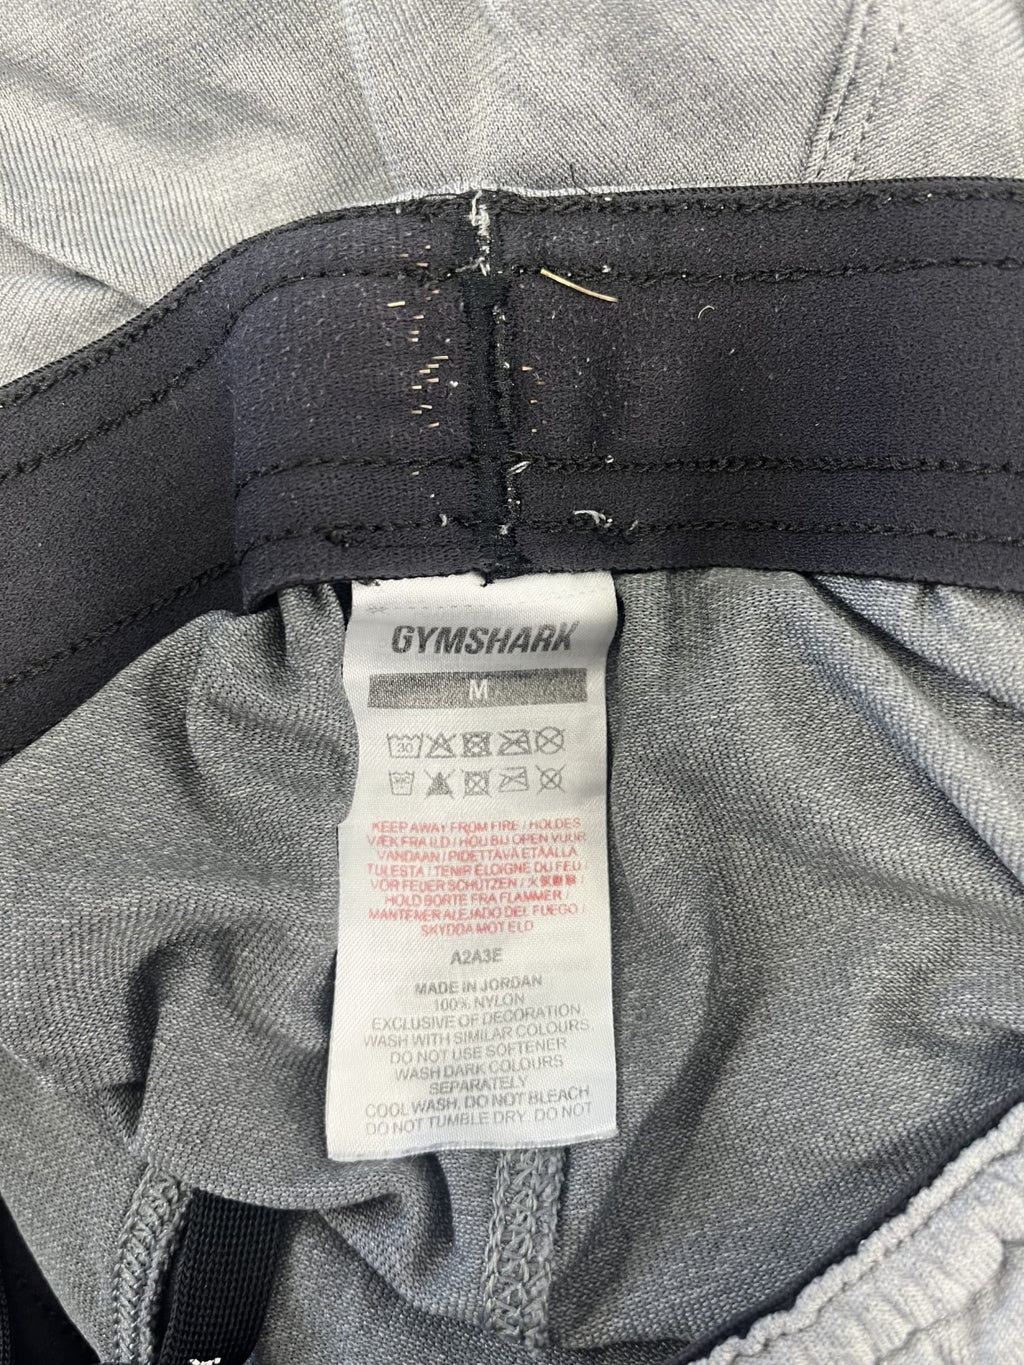 GYMSHARK
M
30
KEEP AWAY FROM FIRE / HOLDES
VÆK FRA ILD / HOU BIJ OPEN VUUR
VANDAAN / PIDETTÄVÄ ETÄÄLLÄ
TULESTA / TENIR ÉLOIGNÉ DU FEU
VOR FEUER SCHÜTZEN /
HOLD BORTE FRA FLAMMER /
MANTENER ALEJADO DEL FUEGO /
SKYDDA MOT ELD
A2A3E
MADE IN JORDAN
100% NYLON
EXCLUSIVE OF DECORATION.
WASH WITH SIMILAR COLOURS.
DO NOT USE SOFTENER
WASH DARK COLOURS
SEPARATELY
COOL WASH, DO NOT BLEACH,
DO NOT TUMBLE DRY, DO NOT